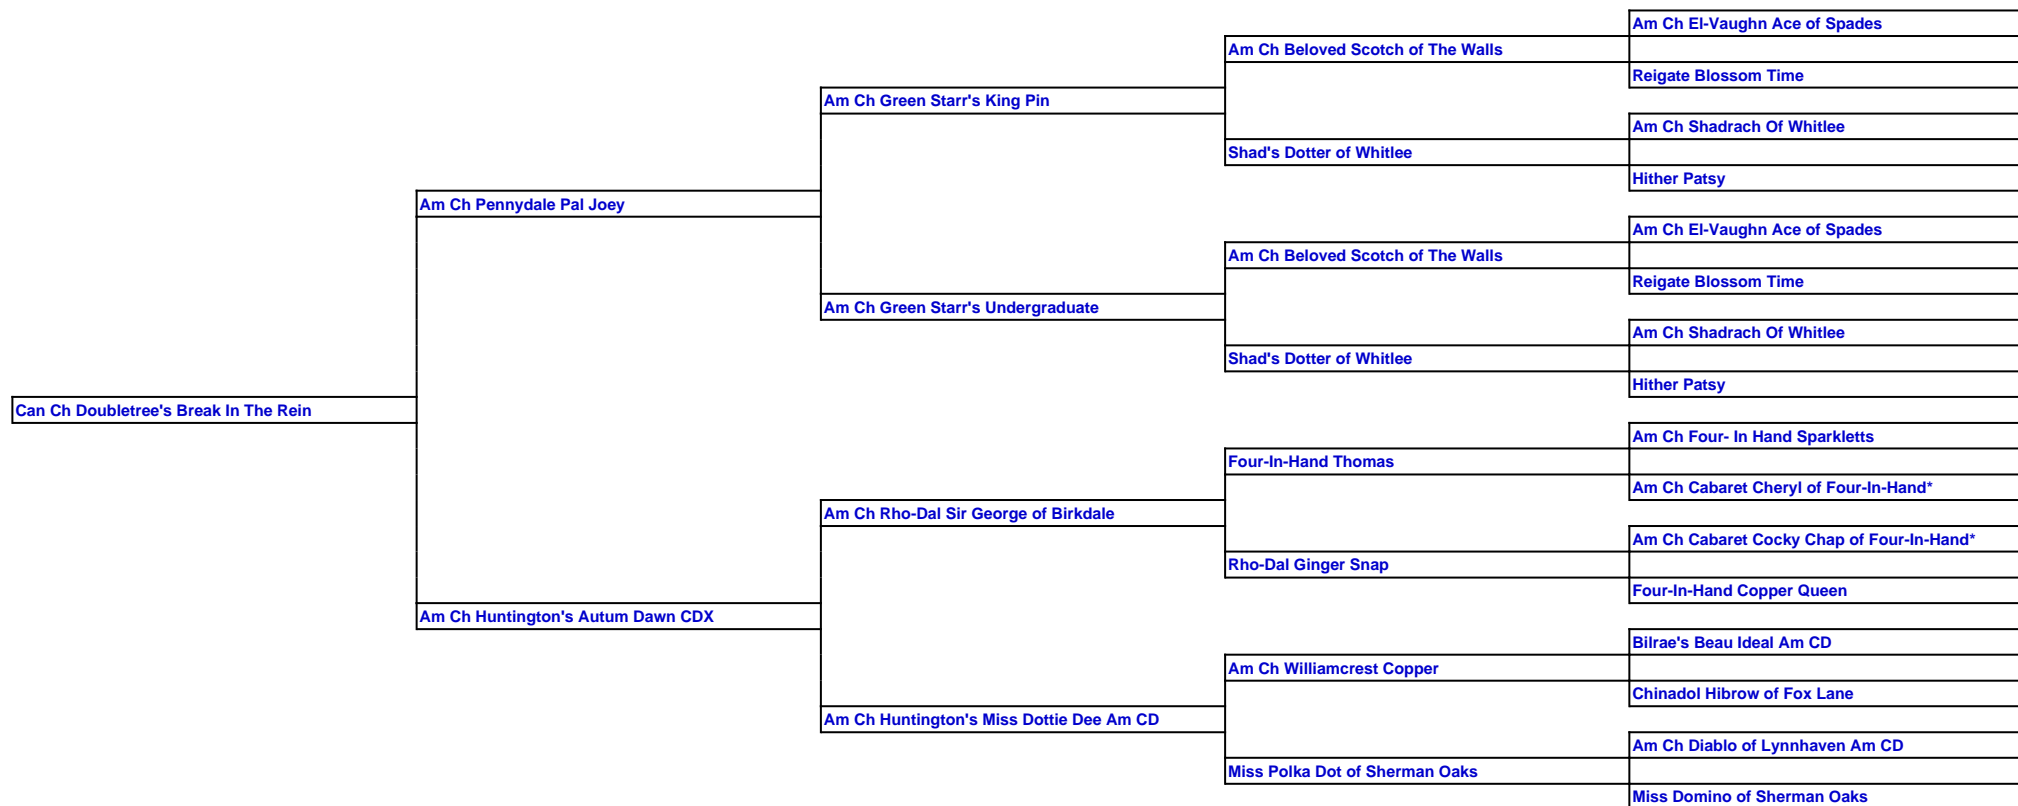 Am Ch El-Vaughn Ace of Spades
Am Ch Beloved Scotch of The Walls
Reigate Blossom Time
Am Ch Green Starr's King Pin
Am Ch Shadrach Of Whitlee
Shad's Dotter of Whitlee
Hither Patsy
Am Ch Pennydale Pal Joey
Am Ch El-Vaughn Ace of Spades
Am Ch Beloved Scotch of The Walls
Reigate Blossom Time
Am Ch Green Starr's Undergraduate
Am Ch Shadrach Of Whitlee
Shad's Dotter of Whitlee
Hither Patsy
Can Ch Doubletree's Break In The Rein
Am Ch Four- In Hand Sparkletts
Four-In-Hand Thomas
Am Ch Cabaret Cheryl of Four-In-Hand*
Am Ch Rho-Dal Sir George of Birkdale
Am Ch Cabaret Cocky Chap of Four-In-Hand*
Rho-Dal Ginger Snap
Four-In-Hand Copper Queen
Am Ch Huntington's Autum Dawn CDX
Bilrae's Beau Ideal Am CD
Am Ch Williamcrest Copper
Chinadol Hibrow of Fox Lane
Am Ch Huntington's Miss Dottie Dee Am CD
Am Ch Diablo of Lynnhaven Am CD
Miss Polka Dot of Sherman Oaks
Miss Domino of Sherman Oaks